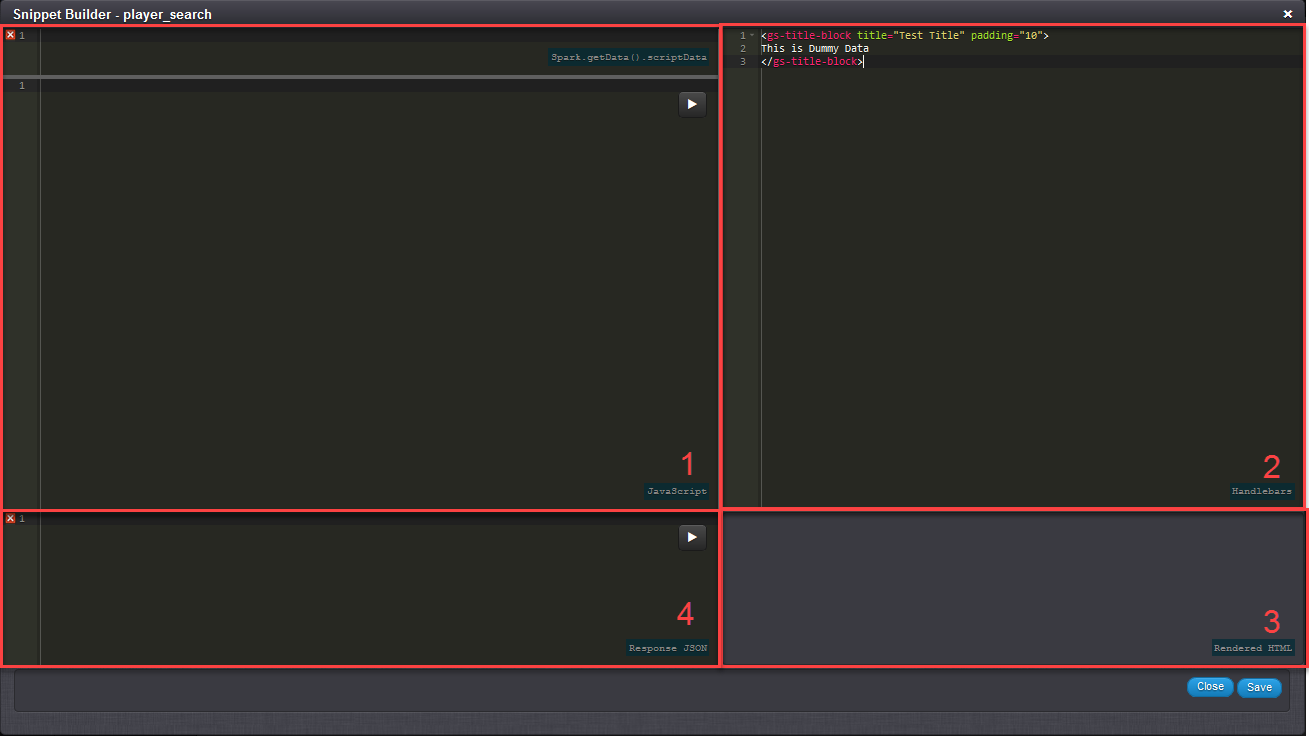 Snippet Builder - player_search
1
Spark.getData().scriptData
1
1
JavaScript
1 <gs-title-block title="Test Title" padding="10">
2 This is Dummy Data
3 </gs-title-block>
2
Handlebars
1
4
Response JSON
3
Rendered HTML
Close Save